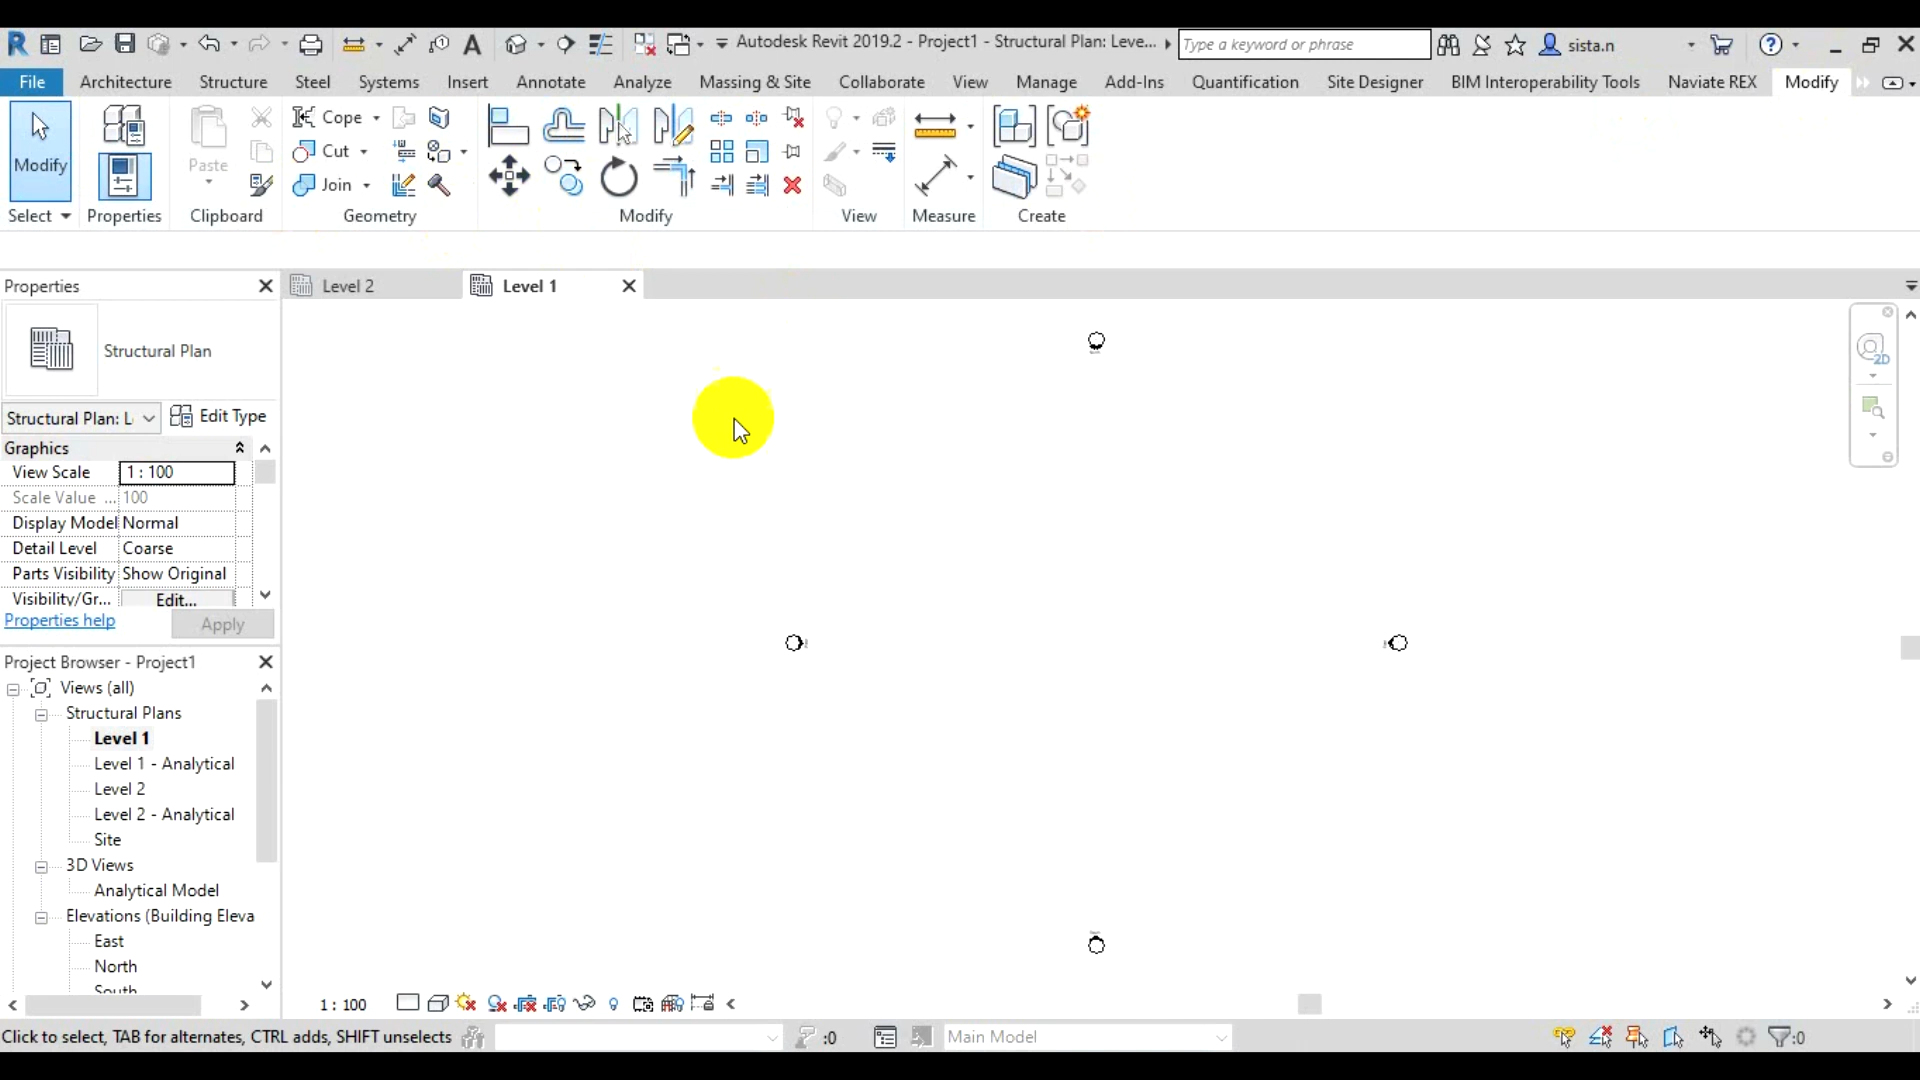 Autodesk Revit 2019.2 - Project1 - Structural Plan: Leve...
Type a keyword or phrase
sista.n
File Architecture Structure Steel Systems Insert Annotate Analyze Massing & Site Collaborate View Manage Add-Ins Quantification Site Designer BIM Interoperability Tools Naviate REX Modify
Modify
Paste
Cope
Cut
Join
Select Properties Clipboard Geometry Modify View Measure Create
Properties
Level 2
Level 1
Structural Plan
Structural Plan: L
Edit Type
Graphics
View Scale 1 : 100
Scale Value ... 100
Display Model Normal
Detail Level Coarse
Parts Visibility Show Original
Visibility/Gr... Edit...
Properties help
Apply
Project Browser - Project1
Views (all)
Structural Plans
Level 1
Level 1 - Analytical
Level 2
Level 2 - Analytical
Site
3D Views
Analytical Model
Elevations (Building Eleva
East
North
South
2D
1 : 100
Click to select, TAB for alternates, CTRL adds, SHIFT unselects
:0
Main Model
:0